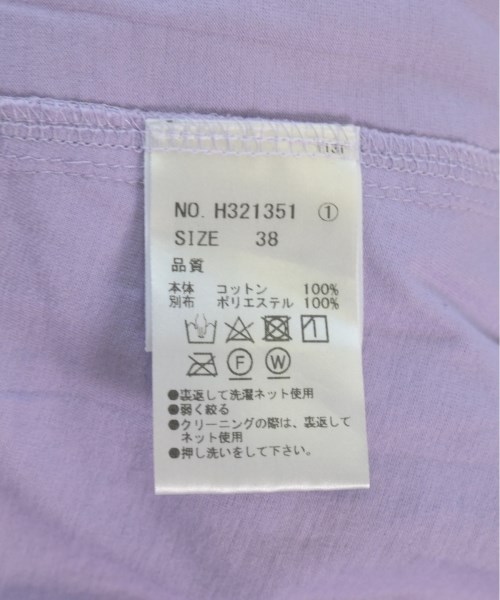 NO. H321351 ①
SIZE 38
品質
本体 コットン 100%
別布 ポリエステル 100%
F W
●裏返して洗濯ネット使用
●弱く絞る
●クリーニングの際は、裏返して
ネット使用
●押し洗いをして下さい。